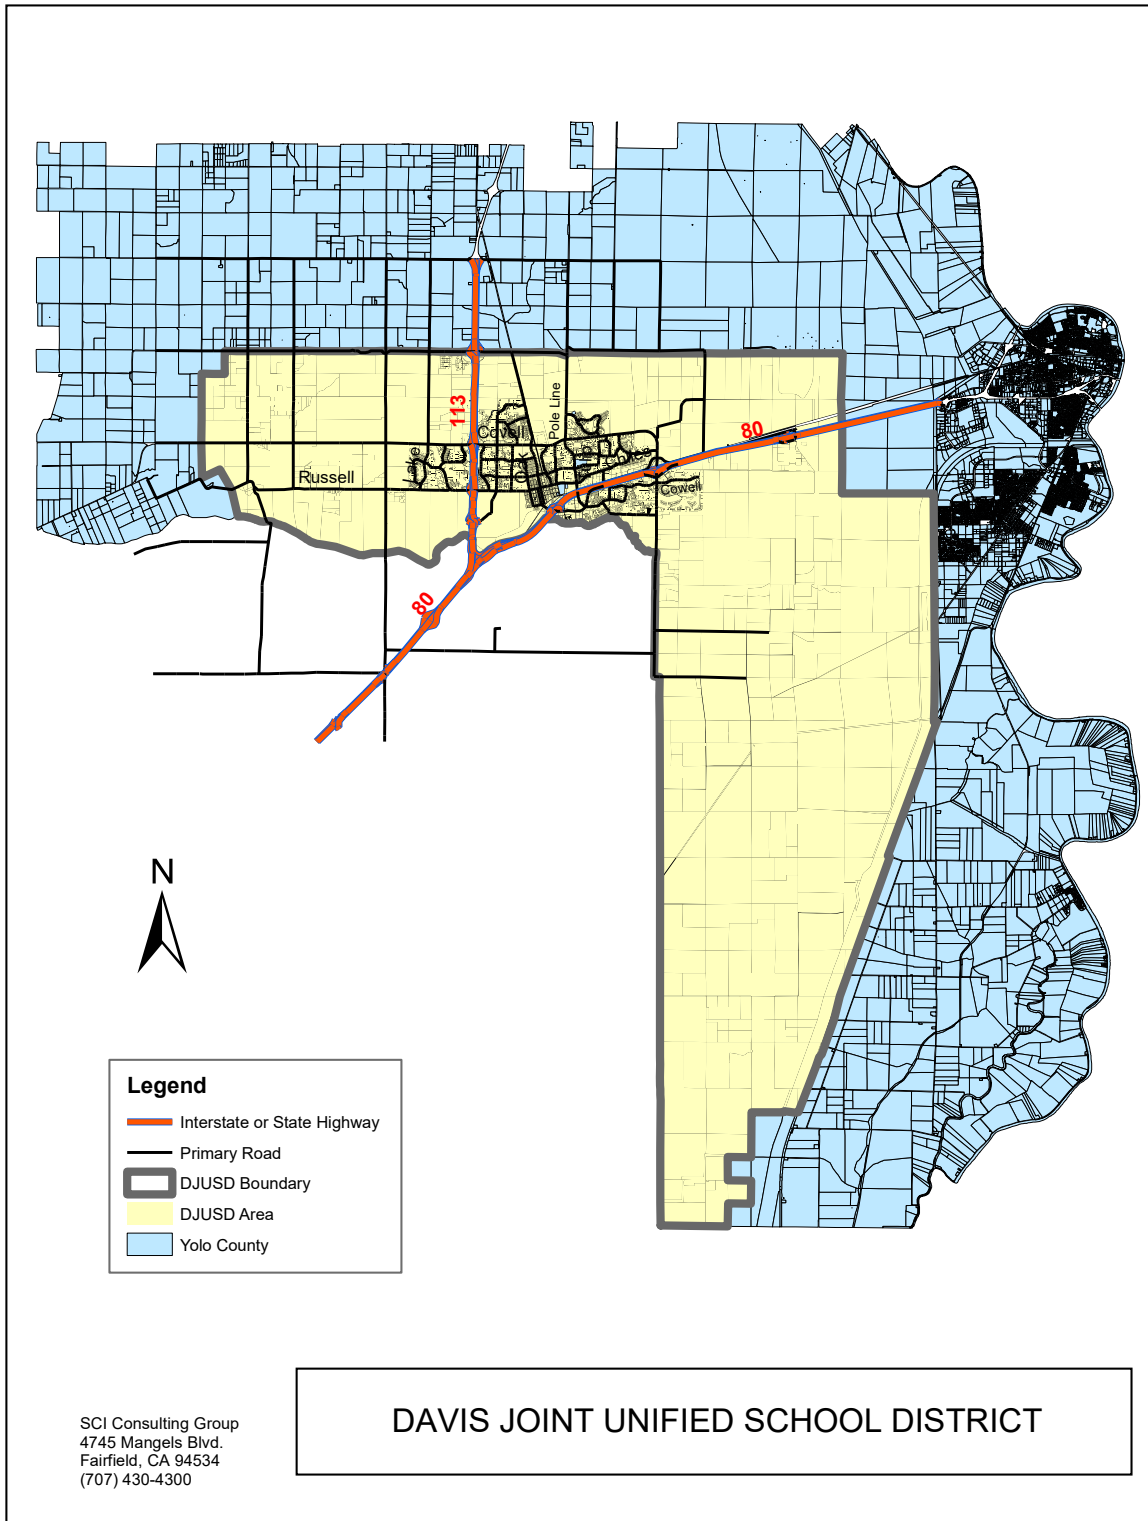 113
80
Pole Line
Covell
Lake
Russell
Cowell
80
N
Legend
Interstate or State Highway
Primary Road
DJUSD Boundary
DJUSD Area
Yolo County
DAVIS JOINT UNIFIED SCHOOL DISTRICT
SCI Consulting Group
4745 Mangels Blvd.
Fairfield, CA 94534
(707) 430-4300